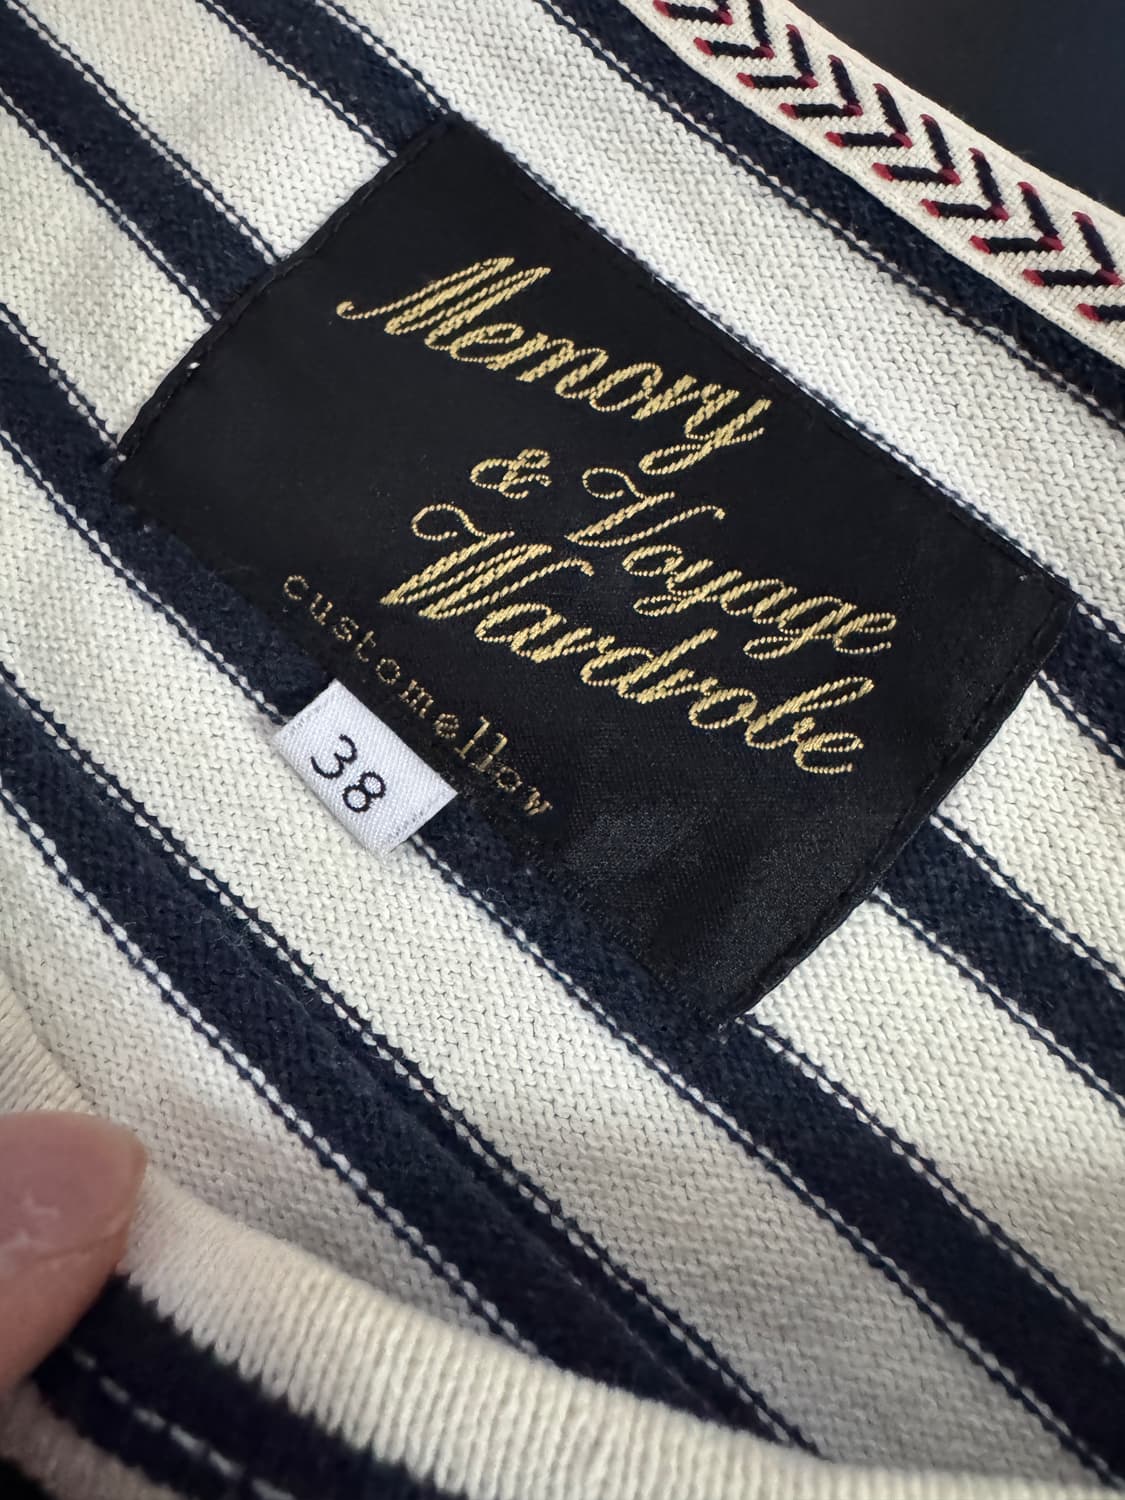 Memory
& Voyage
Wardrobe
customellow
38